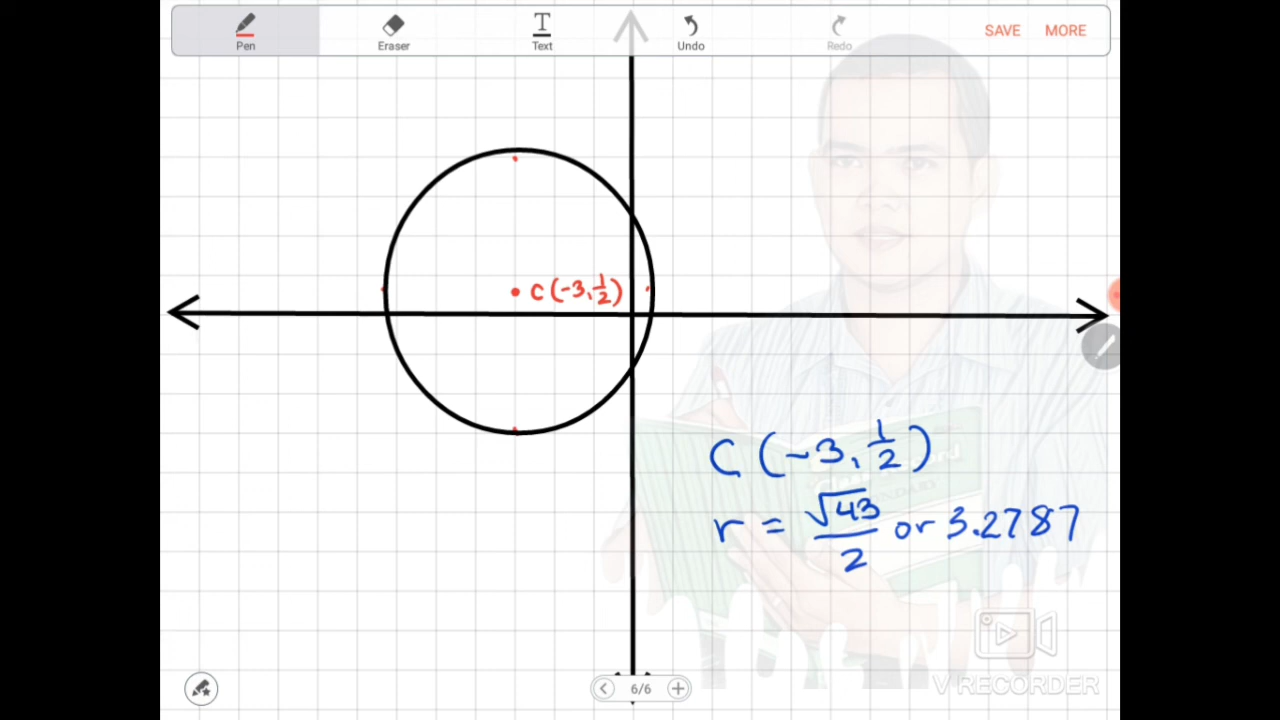 Pen Eraser Text Undo Redo SAVE MORE
C(-3, 1/2)
C (-3, 1/2)
r = √43/2 or 3.2787
6/6
V RECORDER